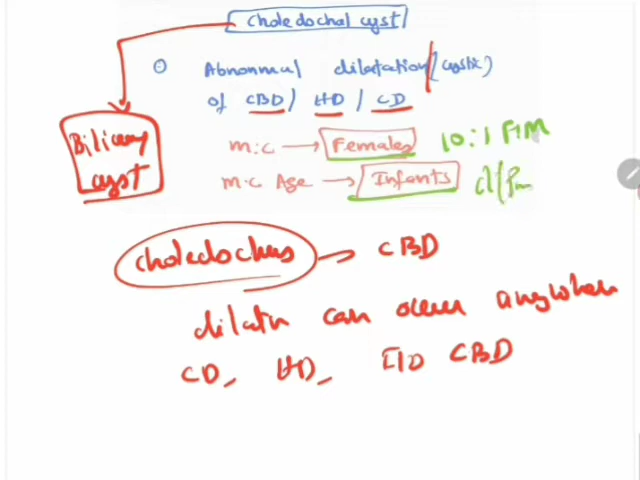 choledochal cyst
Abnormal dilatation (cystic)
of CBD / HD / CD
m:c → Females 10:1 F:M
m.c Age → Infants
Biliary
cyst
choledochus → CBD
dilatn can occur anywhere
CD, HD, CBD